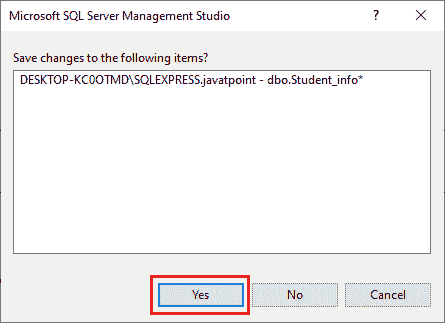 Microsoft SQL Server Management Studio ? ×
Save changes to the following items?
DESKTOP-KC0OTMD\SQLEXPRESS.javatpoint - dbo.Student_info*
Yes No Cancel